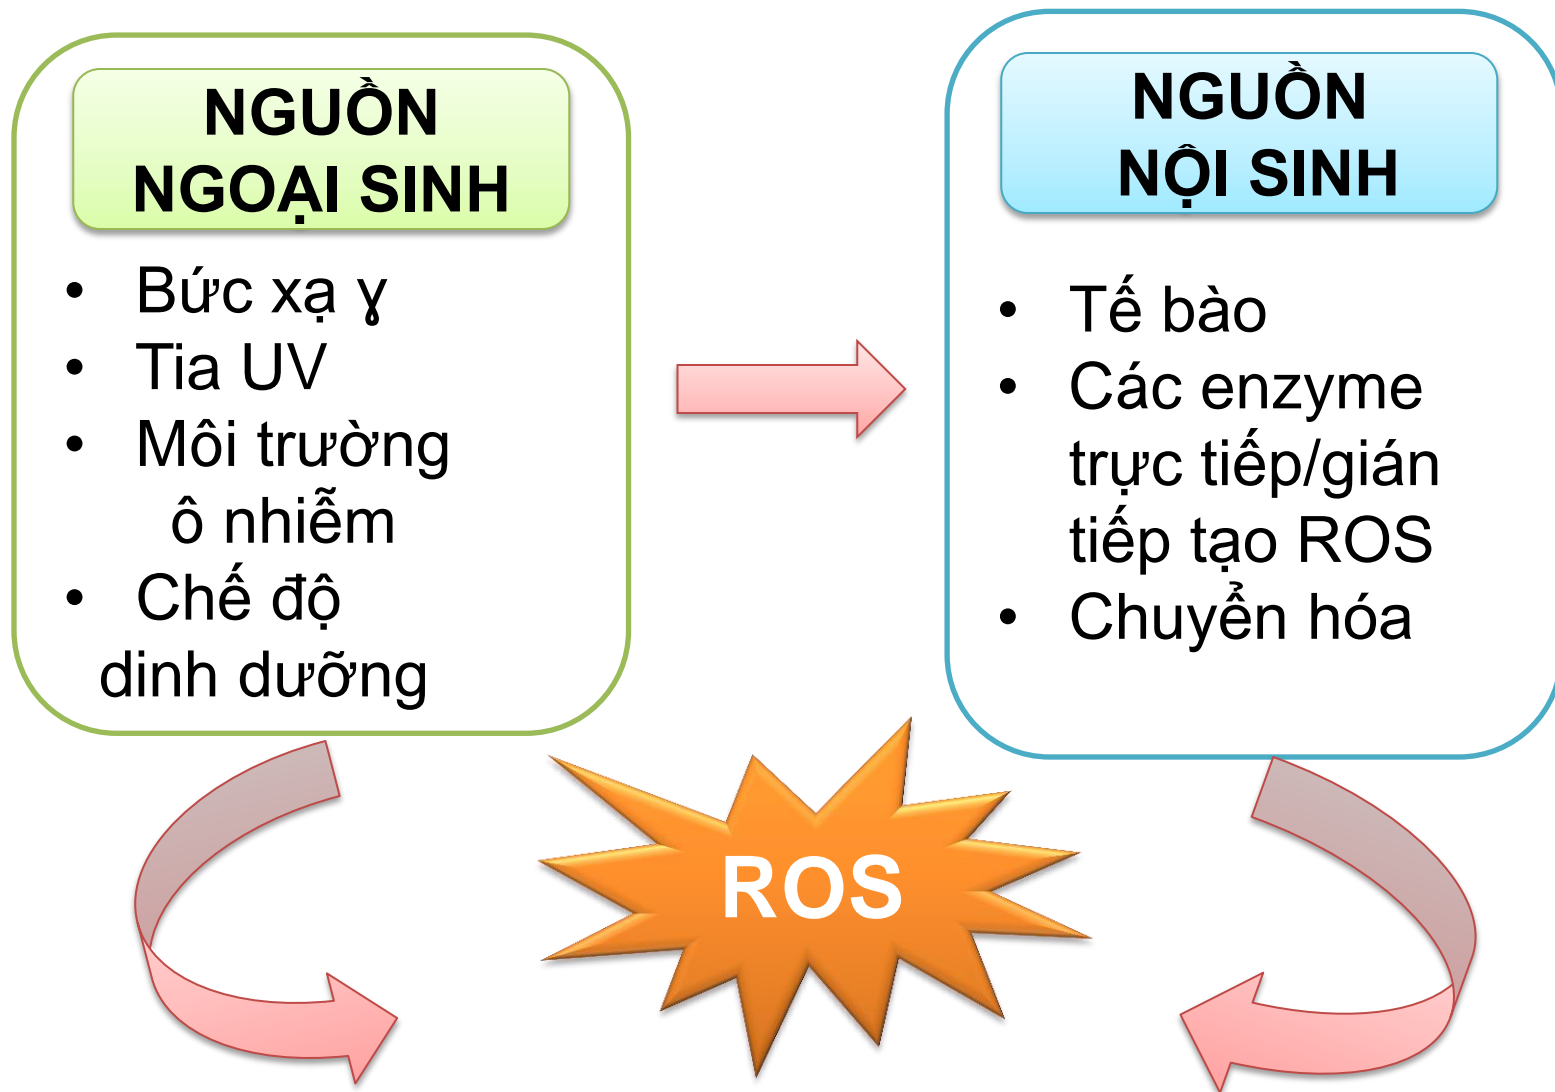 NGUỒN
NGOẠI SINH
• Bức xạ ɣ
• Tia UV
• Môi trường
ô nhiễm
• Chế độ
dinh dưỡng
NGUỒN
NỘI SINH
• Tế bào
• Các enzyme
trực tiếp/gián
tiếp tạo ROS
• Chuyển hóa
ROS